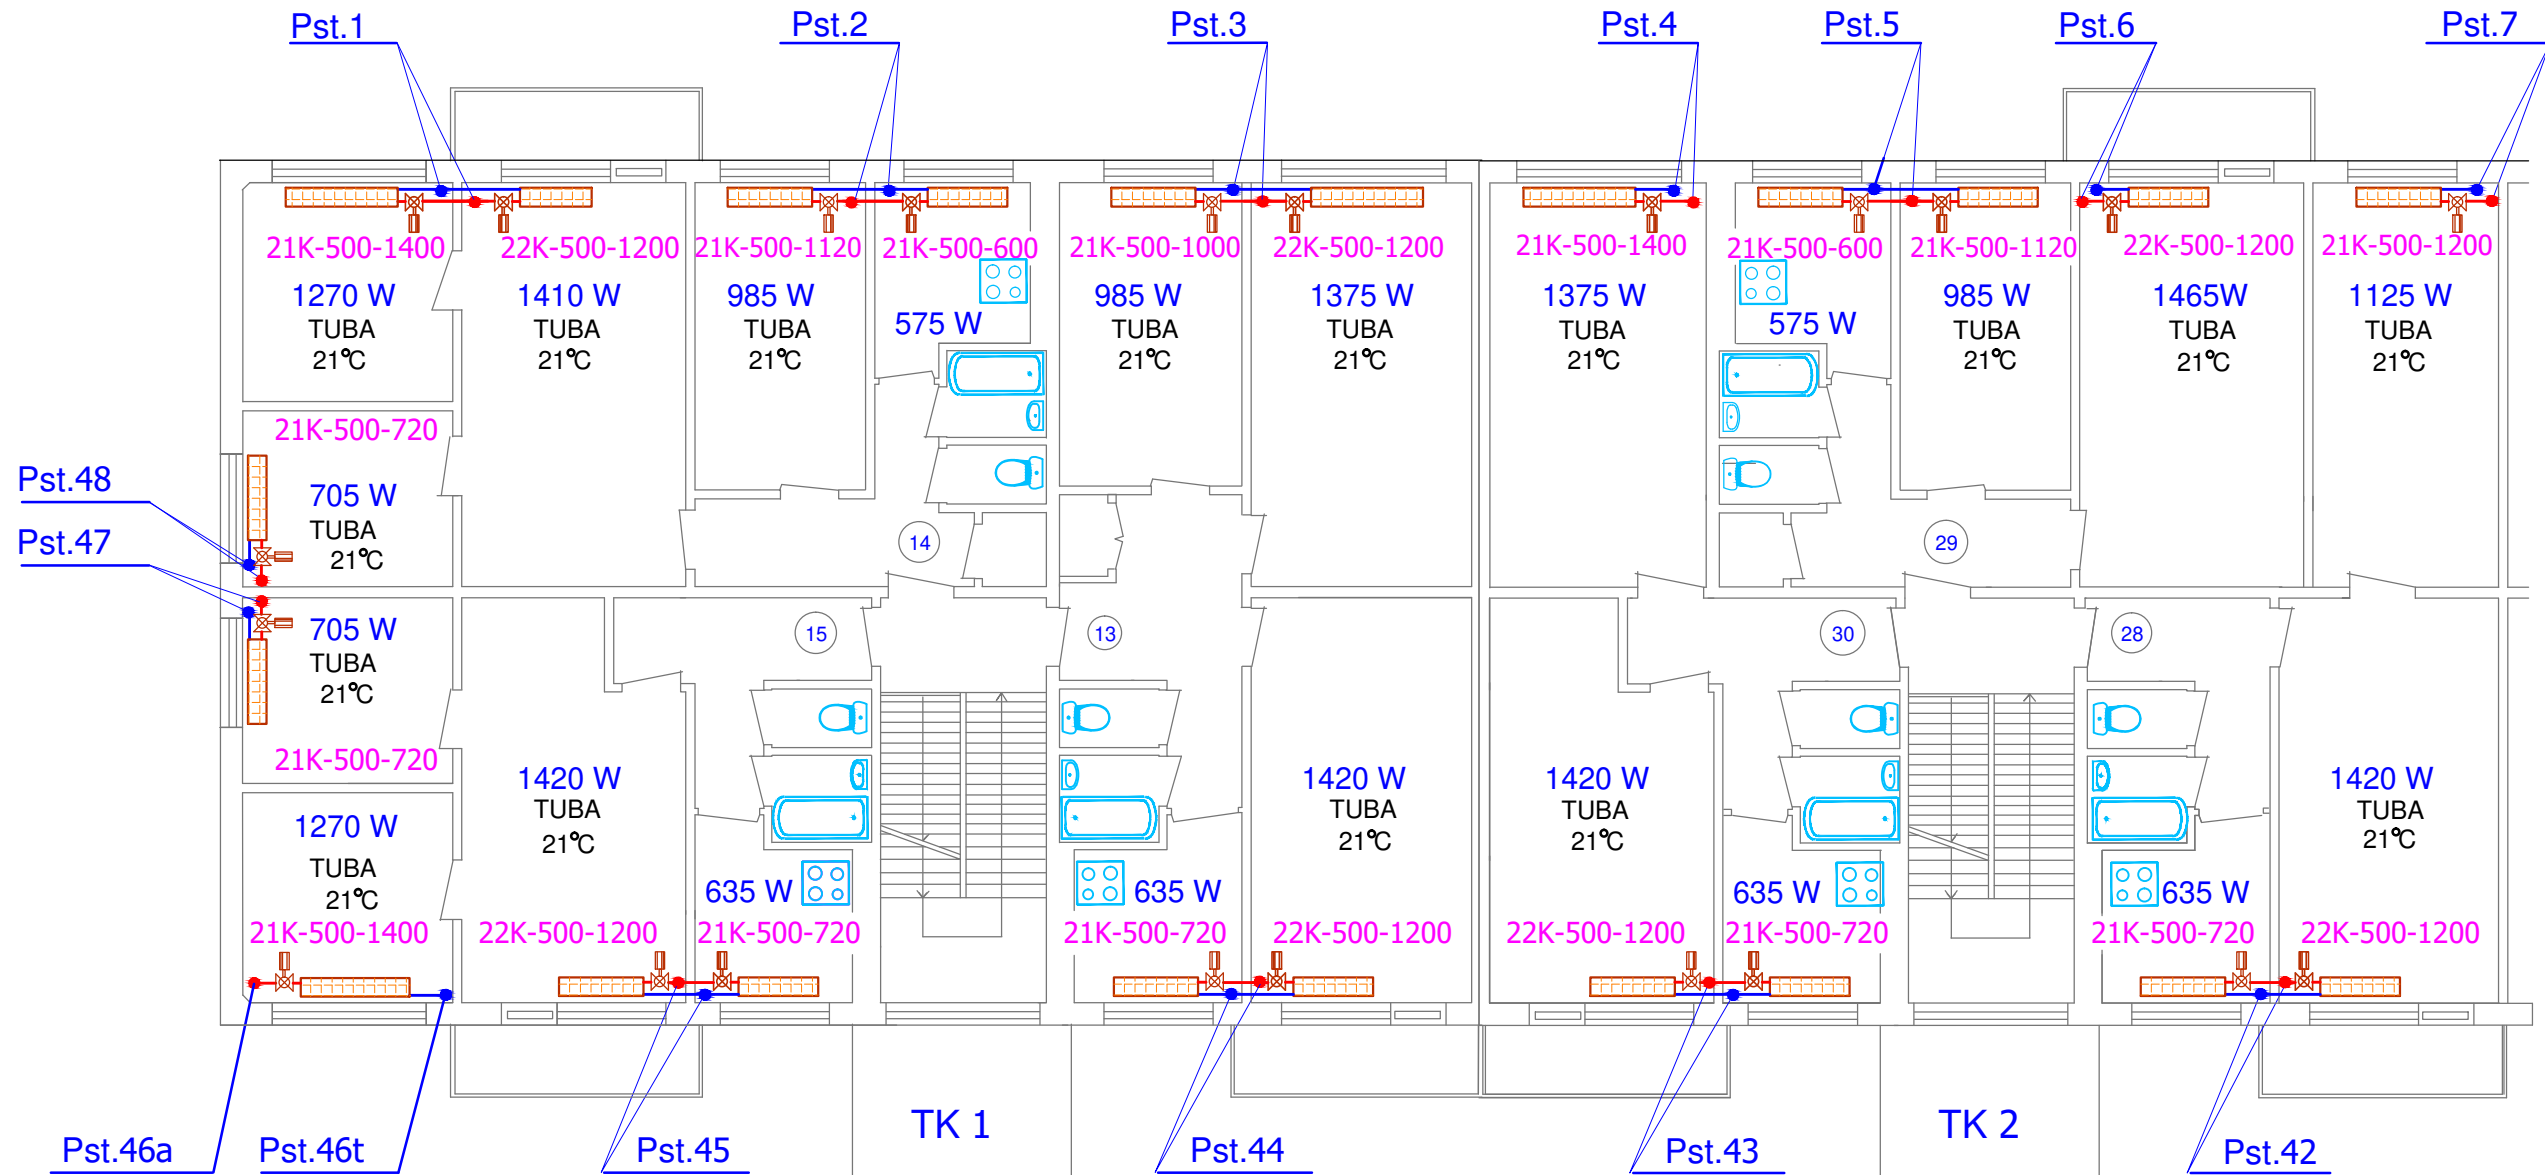 Pst.1
Pst.2
Pst.3
Pst.4
Pst.5
Pst.6
Pst.7
21K-500-1400
22K-500-1200
21K-500-1120
21K-500-600
21K-500-1000
22K-500-1200
21K-500-1400
21K-500-600
21K-500-1120
22K-500-1200
21K-500-1200
1270 W
TUBA
21°C
1410 W
TUBA
21°C
985 W
TUBA
21°C
575 W
985 W
TUBA
21°C
1375 W
TUBA
21°C
1375 W
TUBA
21°C
575 W
985 W
TUBA
21°C
1465W
TUBA
21°C
1125 W
TUBA
21°C
21K-500-720
705 W
TUBA
21°C
Pst.48
Pst.47
14
29
705 W
TUBA
21°C
21K-500-720
15
13
30
28
1270 W
TUBA
21°C
21K-500-1400
1420 W
TUBA
21°C
22K-500-1200
635 W
21K-500-720
635 W
21K-500-720
1420 W
TUBA
21°C
22K-500-1200
1420 W
TUBA
21°C
22K-500-1200
635 W
21K-500-720
635 W
21K-500-720
1420 W
TUBA
21°C
22K-500-1200
TK 1
TK 2
Pst.46a
Pst.46t
Pst.45
Pst.44
Pst.43
Pst.42